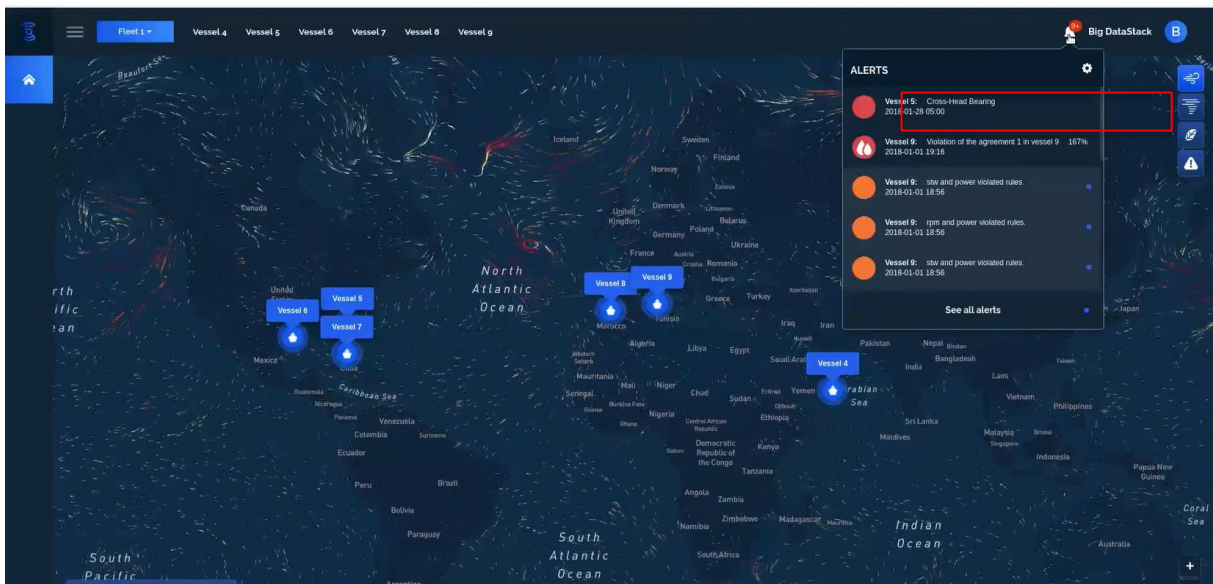 Fleet 1
Vessel 4 Vessel 5 Vessel 6 Vessel 7 Vessel 8 Vessel 9
9+
Big DataStack
B
ALERTS
Vessel 5: Cross-Head Bearing
2018-01-28 05:00
Vessel 9: Violation of the agreement 1 in vessel 9 167%
2018-01-01 19:16
Vessel 9: stw and power violated rules.
2018-01-01 18:56
Vessel 9: rpm and power violated rules.
2018-01-01 18:56
Vessel 9: stw and power violated rules.
2018-01-01 18:56
See all alerts
Iceland
Sweden
Finland
Norway
Estonia
Canada
United
Kingdom
Denmark
Belarus
Poland
Germany
Ukraine
France
Austria
Croatia
Romania
Bulgaria
North
Atlantic
Ocean
Vessel 8
Vessel 9
Greece
Turkey
Azerbaijan
rth
ific
ean
United
Vessel 5
Vessel 6
Vessel 7
Japan
Morocco
Tunisia
Iraq
Iran
Kuwait
Algeria
Libya
Egypt
Pakistan
Nepal
Bhutan
Mexico
Cuba
Western
Sahara
Saudi Arab
Vessel 4
India
Bangladesh
Taiwan
Laos
Mauritania
Mali
Niger
Chad
Sudan
Eritrea
Yemen
rabian
Sea
Guatemala
Caribbean Sea
Nicaragua
Senegal
Guinea
Burkina Faso
Djibouti
Vietnam
Philippines
Panama
Venezuela
Ghana
Nigeria
Central African
Republic
Ethiopia
Sri Lanka
Colombia
Suriname
Maldives
Malaysia
Brunei
Singapore
Ecuador
Gabon
Democratic
Republic of
the Congo
Kenya
Indonesia
Tanzania
Papua New
Guinea
Peru
Brazil
Angola
Zambia
Bolivia
Zimbabwe
Madagascar
Mauritius
Namibia
Coral
Sea
Paraguay
South
Atlantic
Ocean
South Africa
Indian
Ocean
Australia
South
Pacific
Argentina
+